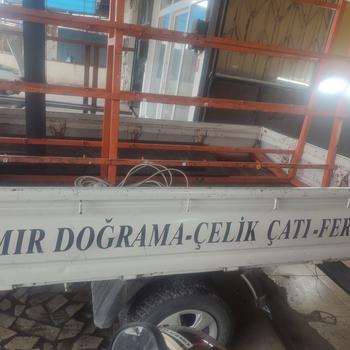 MIR DOĞRAMA-ÇELİK ÇATI-FER